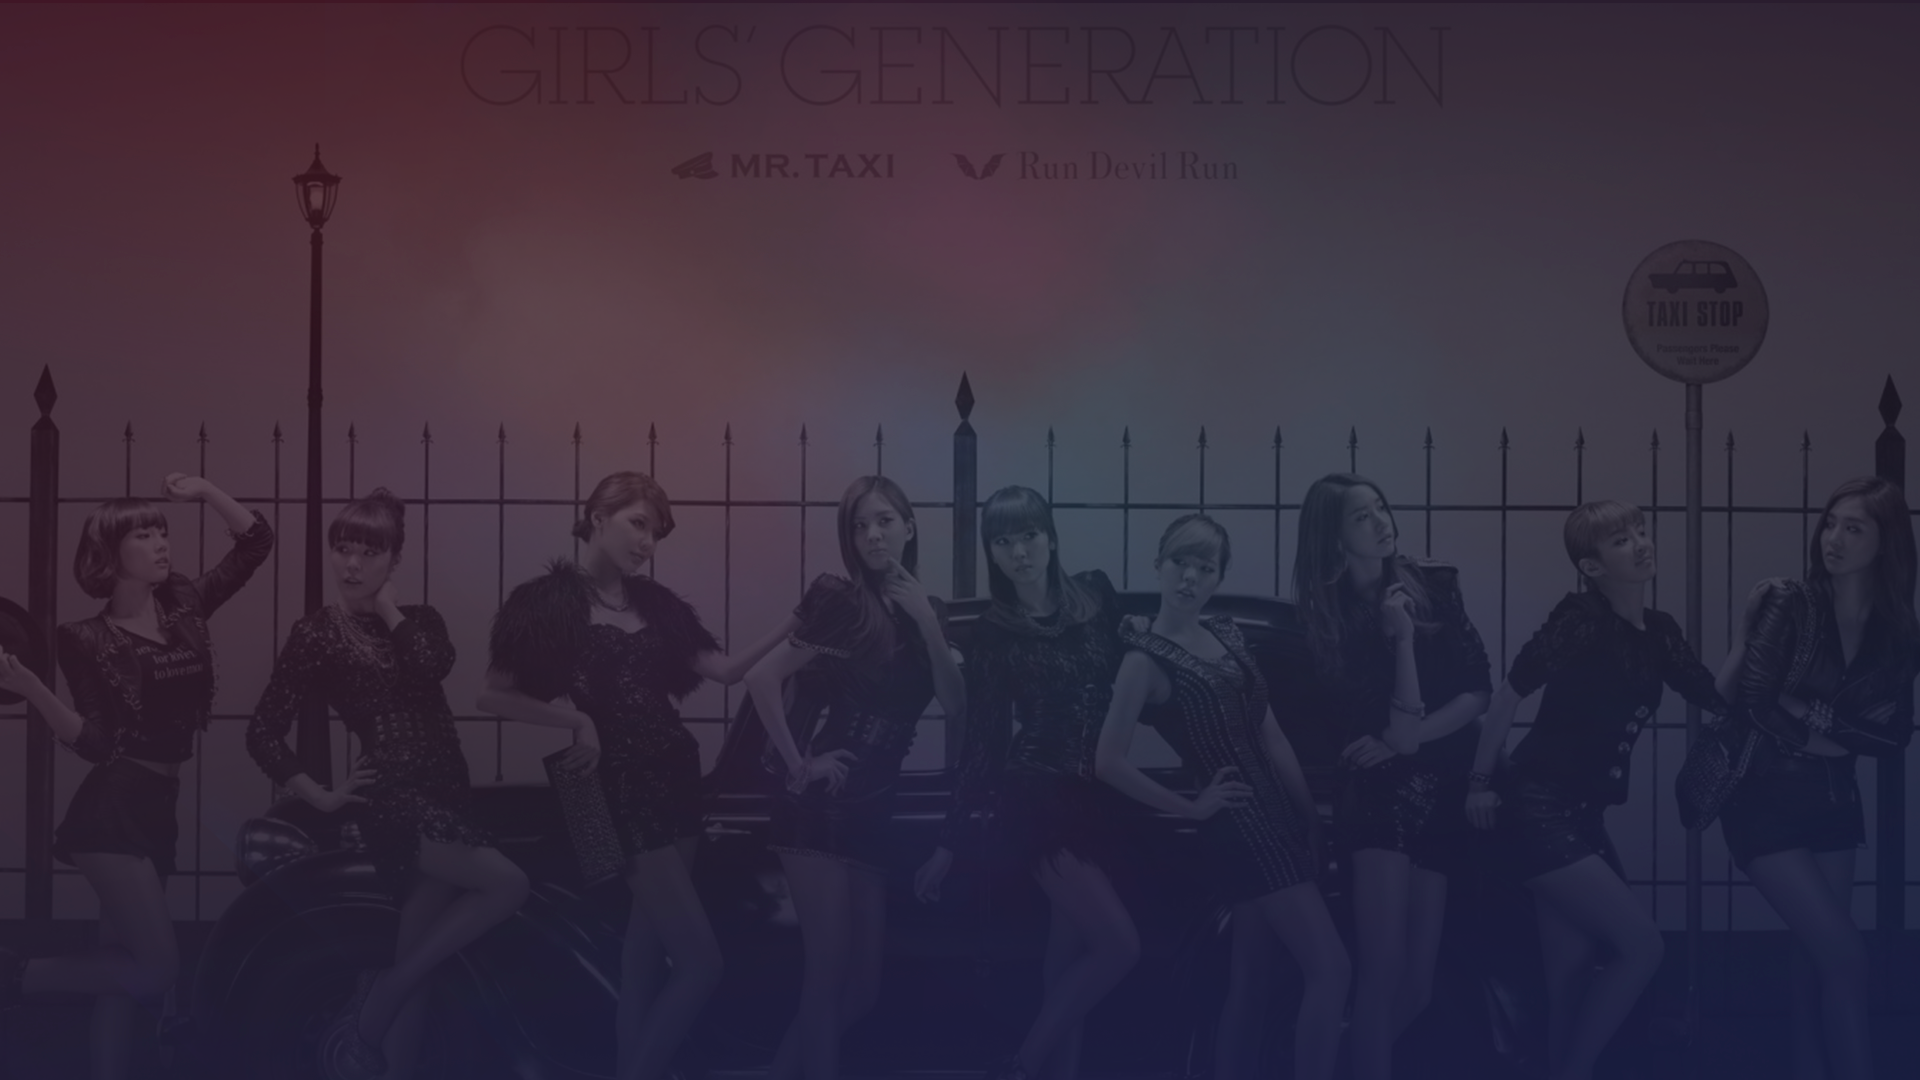 GIRLS' GENERATION
MR.TAXI
Run Devil Run
TAXI STOP
Passengers Please
Wait Here
for lovers
to love me